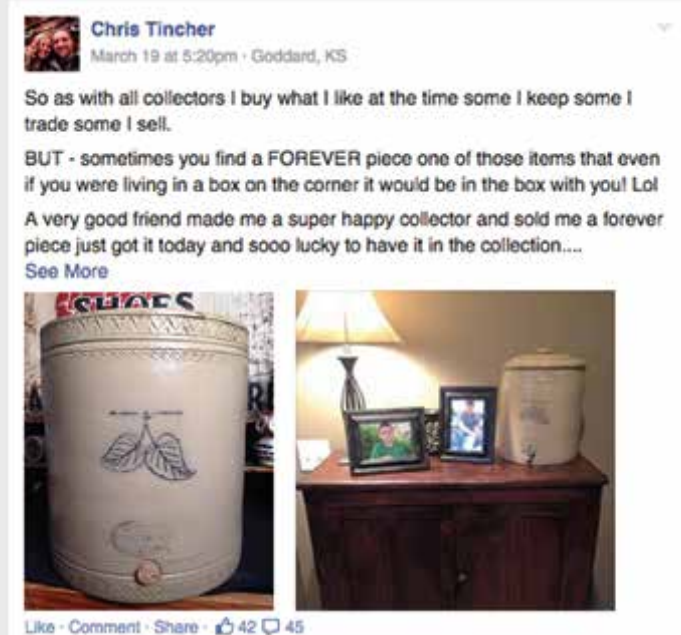 Chris Tincher
March 19 at 5:20pm · Goddard, KS
So as with all collectors I buy what I like at the time some I keep some I
trade some I sell.
BUT - sometimes you find a FOREVER piece one of those items that even
if you were living in a box on the corner it would be in the box with you! Lol
A very good friend made me a super happy collector and sold me a forever
piece just got it today and sooo lucky to have it in the collection....
See More
SHOES
Like · Comment · Share · 42 45